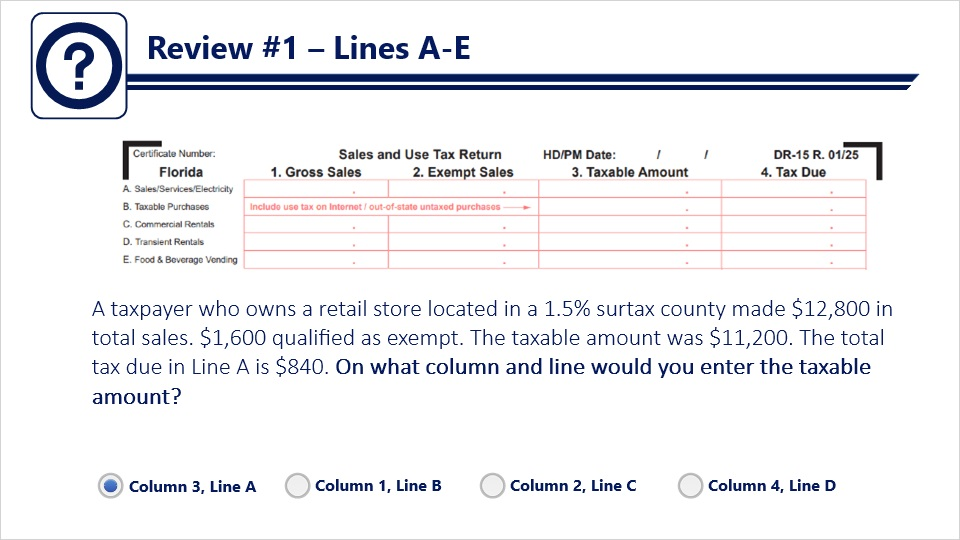 ?
Review #1 – Lines A-E
Certificate Number: Sales and Use Tax Return HD/PM Date: / / DR-15 R. 01/25
Florida 1. Gross Sales 2. Exempt Sales 3. Taxable Amount 4. Tax Due
A. Sales/Services/Electricity . . . .
B. Taxable Purchases Include use tax on Internet / out-of-state untaxed purchases . .
C. Commercial Rentals . . . .
D. Transient Rentals . . . .
E. Food & Beverage Vending . . . .
A taxpayer who owns a retail store located in a 1.5% surtax county made $12,800 in
total sales. $1,600 qualified as exempt. The taxable amount was $11,200. The total
tax due in Line A is $840. On what column and line would you enter the taxable
amount?
Column 3, Line A Column 1, Line B Column 2, Line C Column 4, Line D